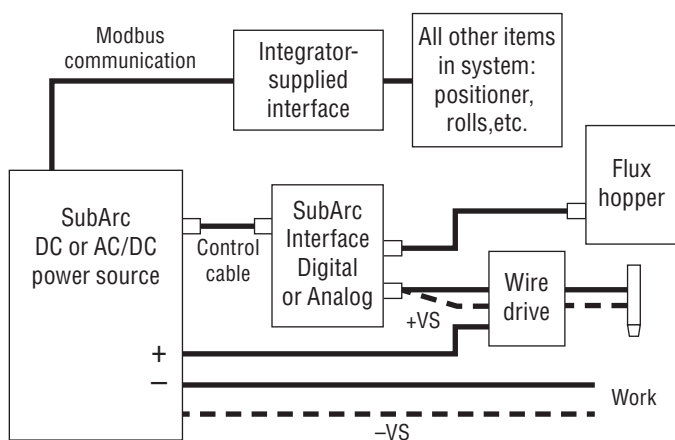 Modbus
communication
Integrator-
supplied
interface
All other items
in system:
positioner,
rolls,etc.
Flux
hopper
SubArc
DC or AC/DC
power source
Control
cable
SubArc
Interface
Digital
or Analog
Wire
drive
+VS
+
–
Work
–VS